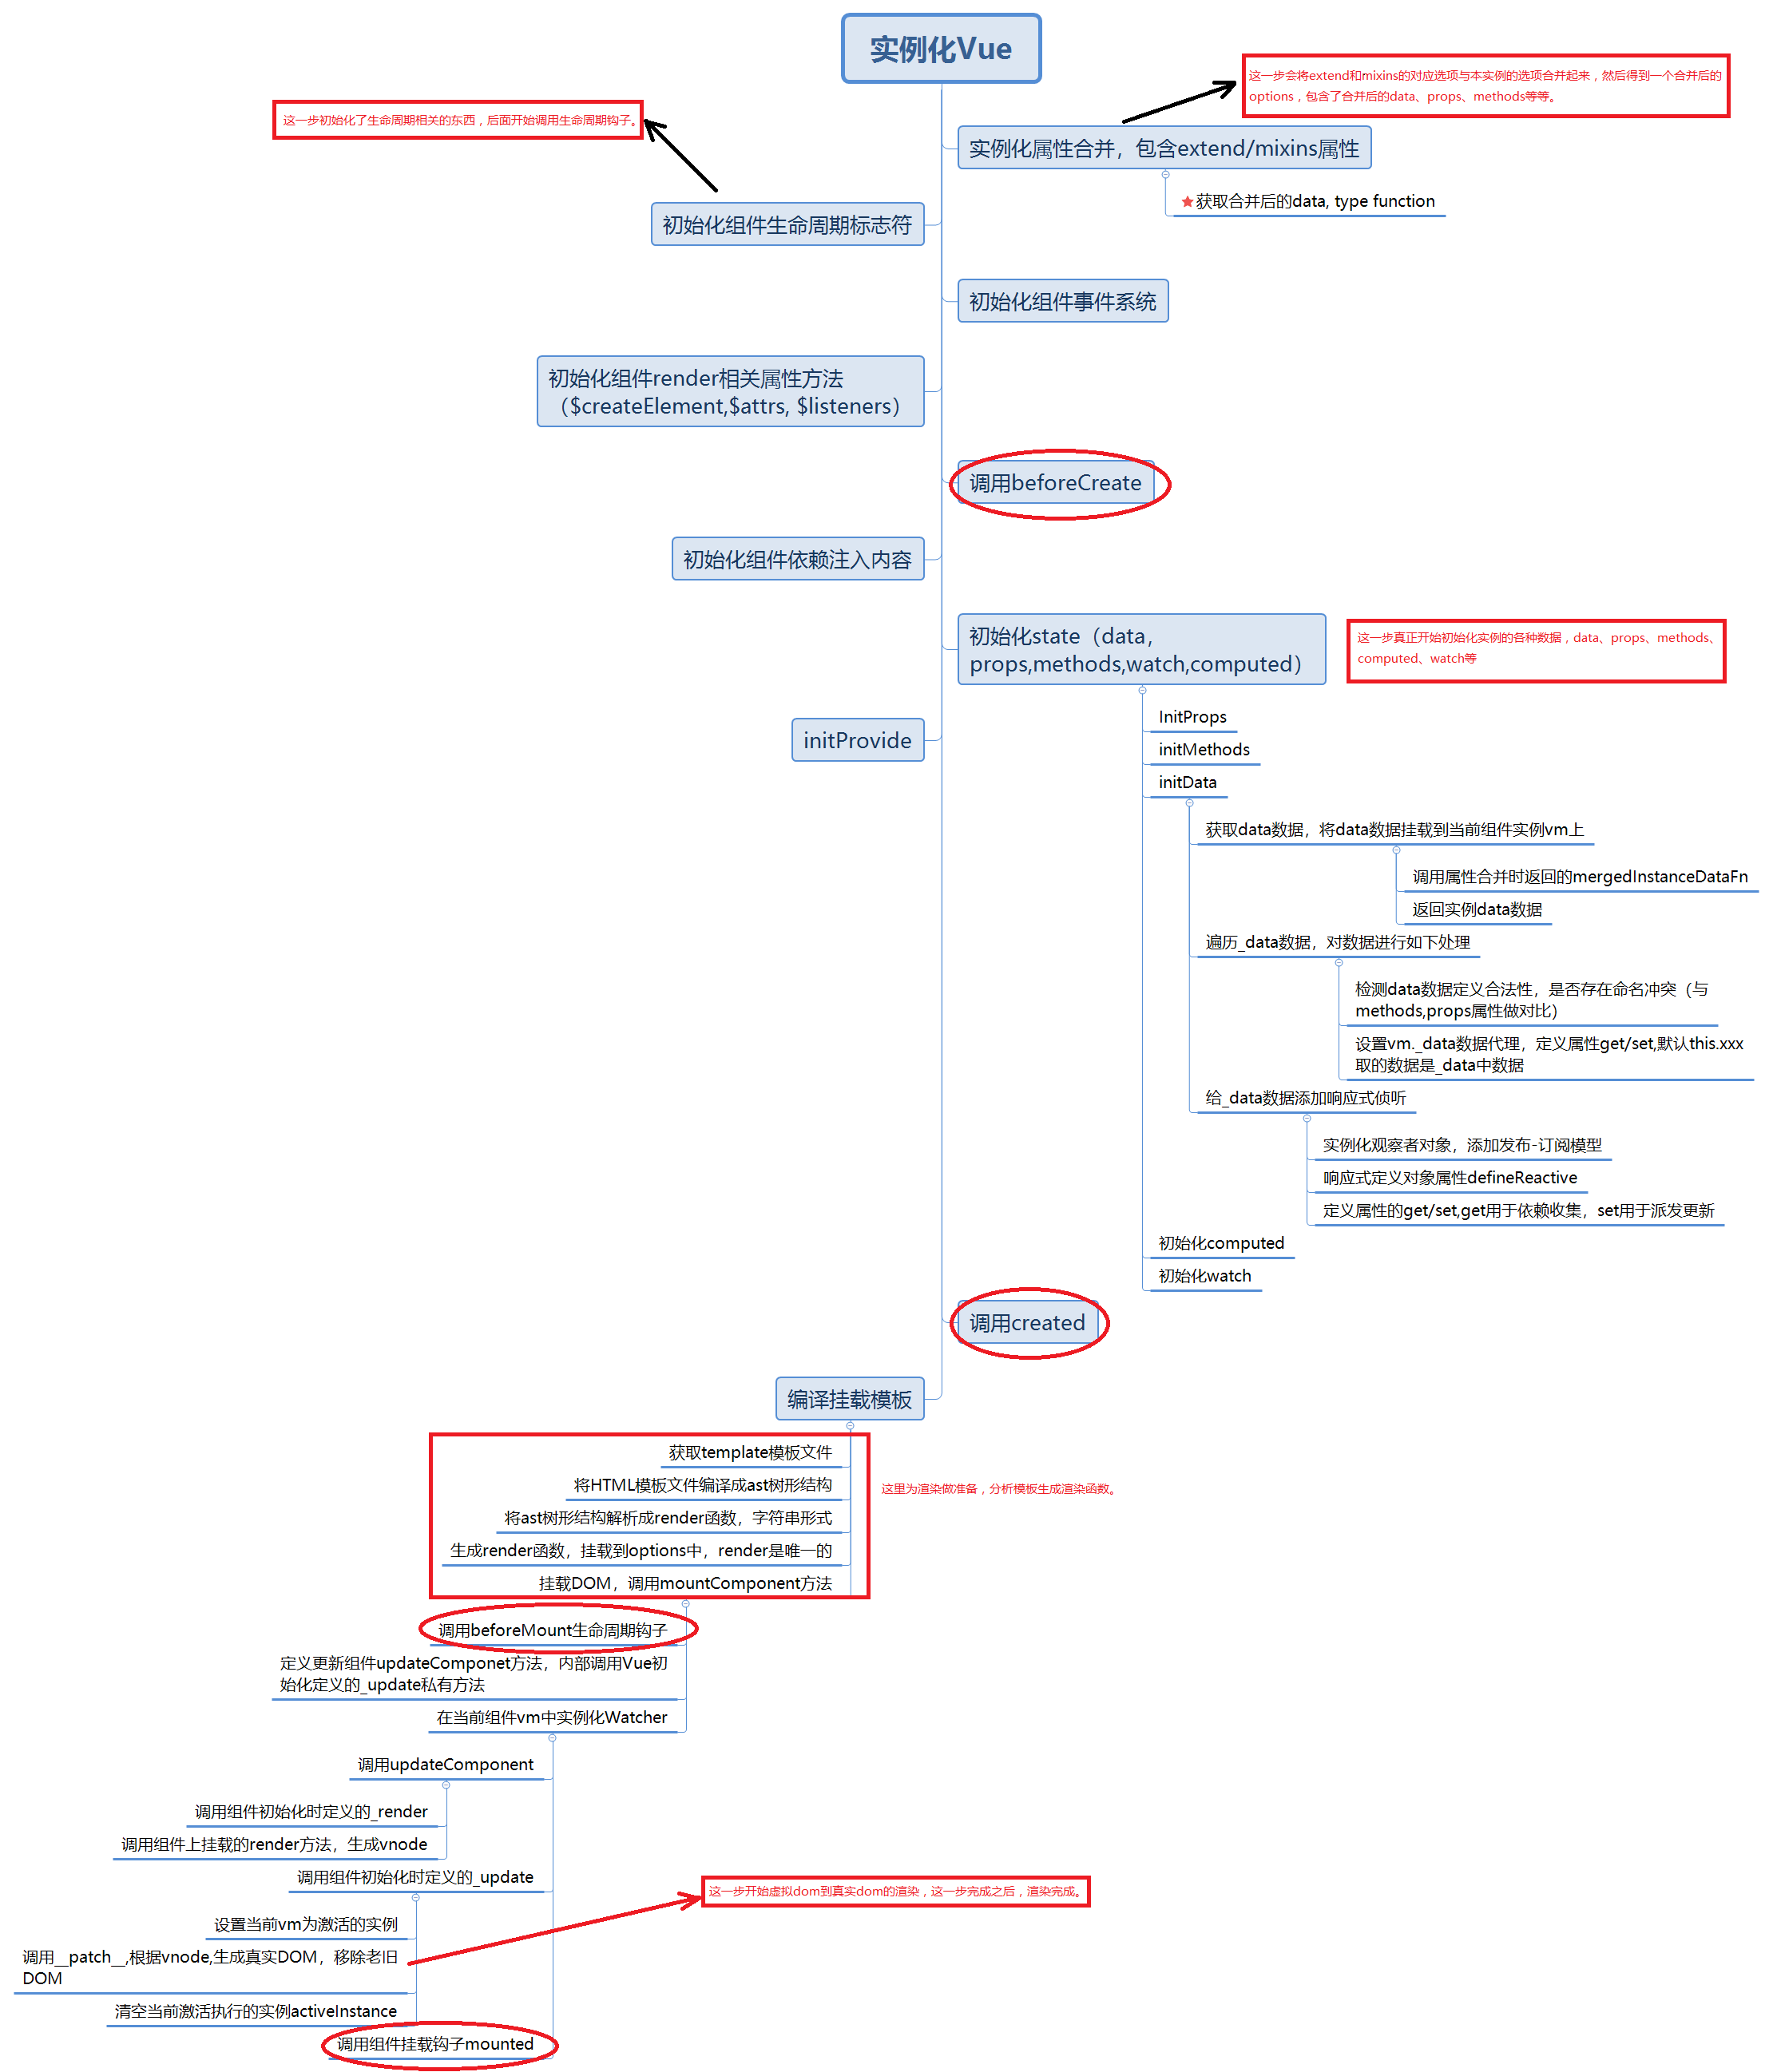 实例化Vue
这一步会将extend和mixins的对应选项与本实例的选项合并起来，然后得到一个合并后的
options，包含了合并后的data、props、methods等等。
这一步初始化了生命周期相关的东西，后面开始调用生命周期钩子。
实例化属性合并，包含extend/mixins属性
获取合并后的data, type function
初始化组件生命周期标志符
初始化组件事件系统
初始化组件render相关属性方法
（$createElement,$attrs, $listeners）
调用beforeCreate
初始化组件依赖注入内容
初始化state（data，
props,methods,watch,computed）
这一步真正开始初始化实例的各种数据，data、props、methods、
computed、watch等
InitProps
initProvide
initMethods
initData
获取data数据，将data数据挂载到当前组件实例vm上
调用属性合并时返回的mergedInstanceDataFn
返回实例data数据
遍历_data数据，对数据进行如下处理
检测data数据定义合法性，是否存在命名冲突（与
methods,props属性做对比）
设置vm._data数据代理，定义属性get/set,默认this.xxx
取的数据是_data中数据
给_data数据添加响应式侦听
实例化观察者对象，添加发布-订阅模型
响应式定义对象属性defineReactive
定义属性的get/set,get用于依赖收集，set用于派发更新
初始化computed
初始化watch
调用created
编译挂载模板
获取template模板文件
将HTML模板文件编译成ast树形结构
这里为渲染做准备，分析模板生成渲染函数。
将ast树形结构解析成render函数，字符串形式
生成render函数，挂载到options中，render是唯一的
挂载DOM，调用mountComponent方法
调用beforeMount生命周期钩子
定义更新组件updateComponet方法，内部调用Vue初
始化定义的_update私有方法
在当前组件vm中实例化Watcher
调用updateComponent
调用组件初始化时定义的_render
调用组件上挂载的render方法，生成vnode
调用组件初始化时定义的_update
这一步开始虚拟dom到真实dom的渲染，这一步完成之后，渲染完成。
设置当前vm为激活的实例
调用__patch__,根据vnode,生成真实DOM，移除老旧
DOM
清空当前激活执行的实例activeInstance
调用组件挂载钩子mounted